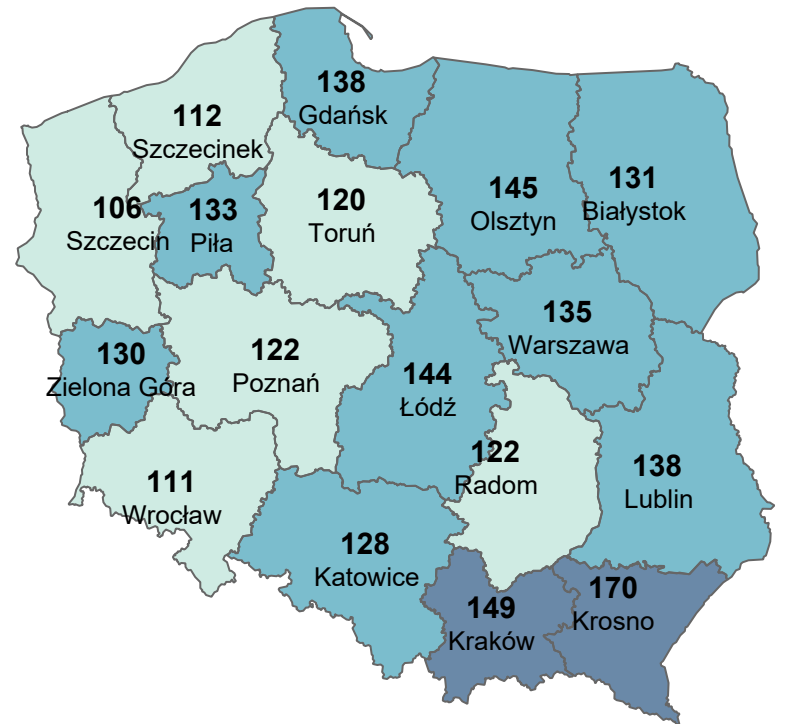 138
Gdańsk
112
Szczecinek
145
Olsztyn
131
Białystok
106
Szczecin
133
Piła
120
Toruń
135
Warszawa
130
Zielona Góra
122
Poznań
144
Łódź
122
Radom
138
Lublin
111
Wrocław
128
Katowice
149
Kraków
170
Krosno